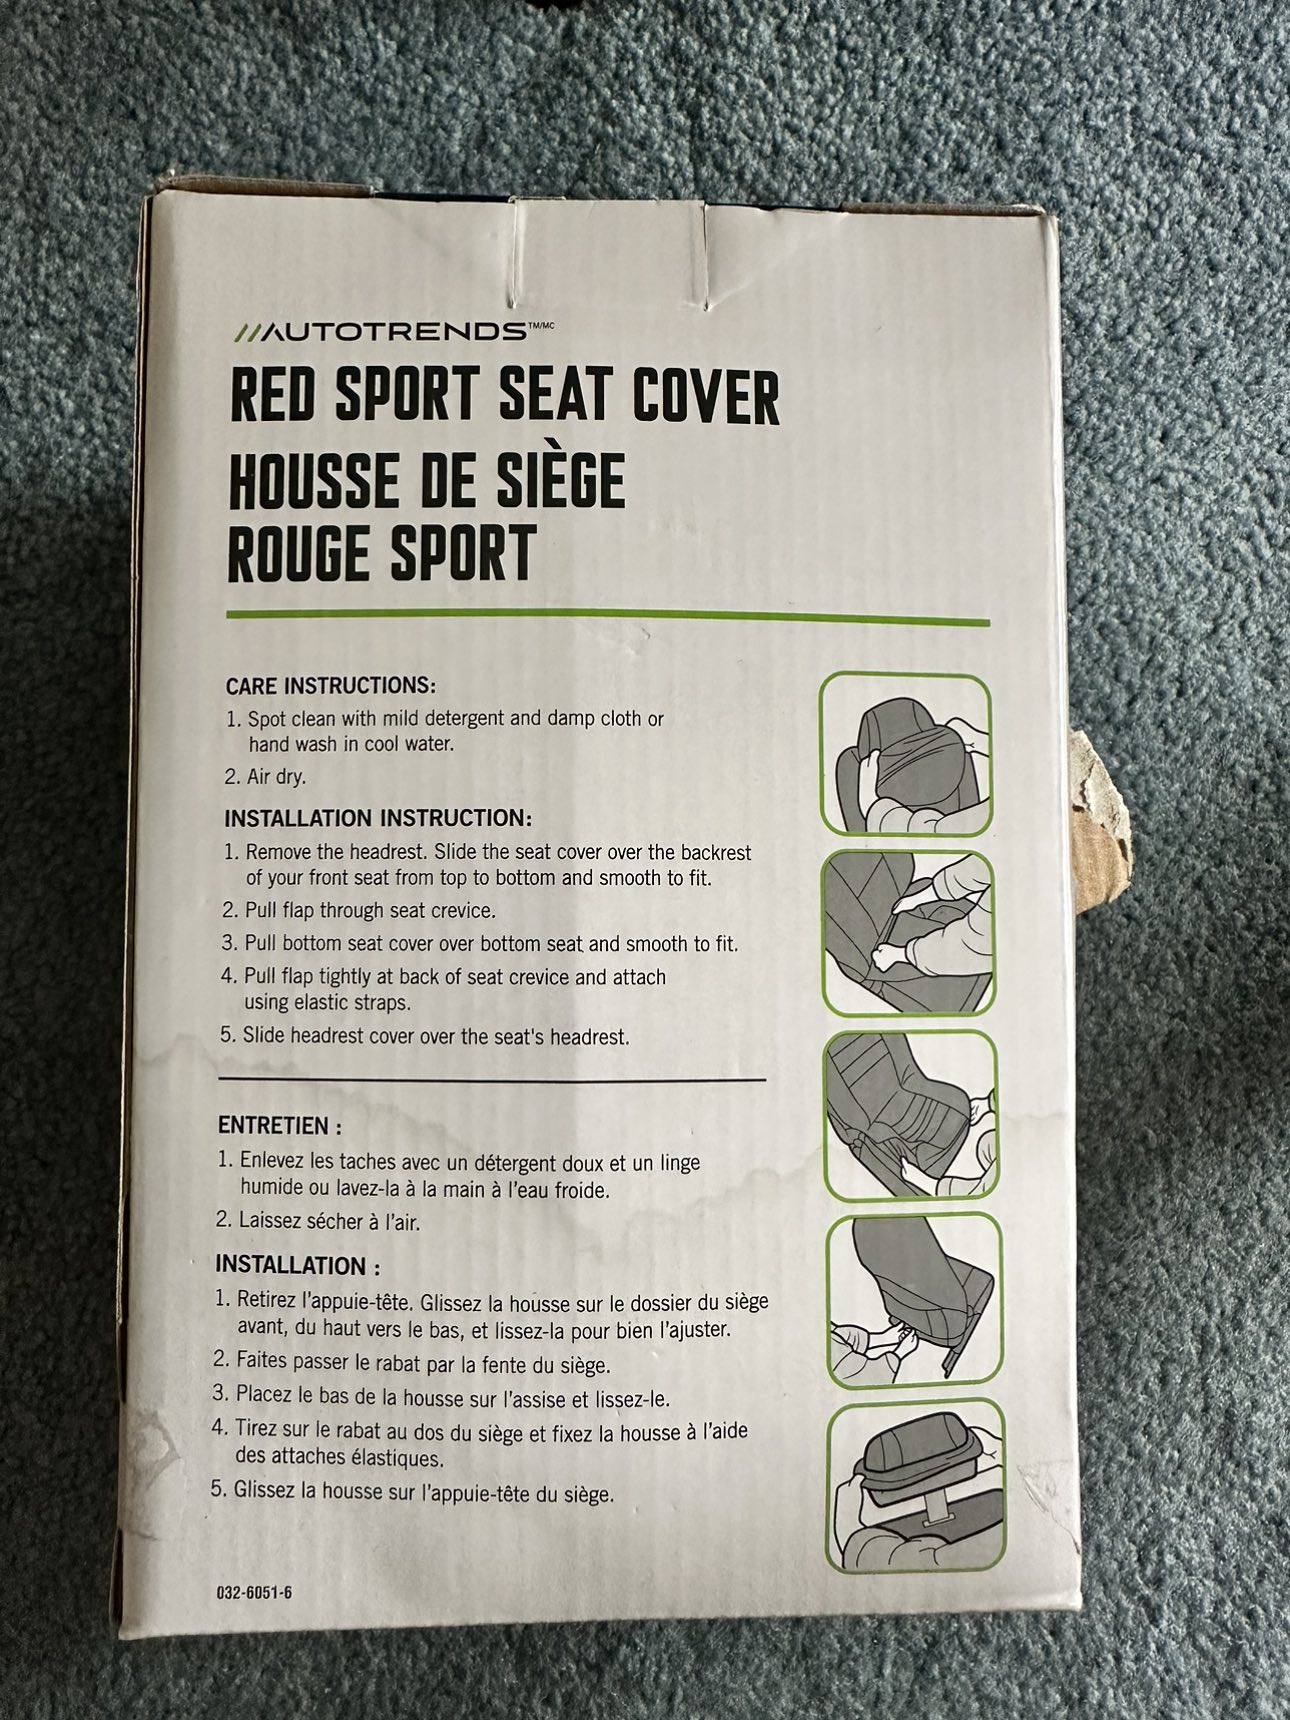 //AUTOTRENDS™/MC
RED SPORT SEAT COVER
HOUSSE DE SIÈGE
ROUGE SPORT
CARE INSTRUCTIONS:
1. Spot clean with mild detergent and damp cloth or
hand wash in cool water.
2. Air dry.
INSTALLATION INSTRUCTION:
1. Remove the headrest. Slide the seat cover over the backrest
of your front seat from top to bottom and smooth to fit.
2. Pull flap through seat crevice.
3. Pull bottom seat cover over bottom seat and smooth to fit.
4. Pull flap tightly at back of seat crevice and attach
using elastic straps.
5. Slide headrest cover over the seat's headrest.
ENTRETIEN :
1. Enlevez les taches avec un détergent doux et un linge
humide ou lavez-la à la main à l'eau froide.
2. Laissez sécher à l'air.
INSTALLATION :
1. Retirez l'appuie-tête. Glissez la housse sur le dossier du siège
avant, du haut vers le bas, et lissez-la pour bien l'ajuster.
2. Faites passer le rabat par la fente du siège.
3. Placez le bas de la housse sur l'assise et lissez-le.
4. Tirez sur le rabat au dos du siège et fixez la housse à l'aide
des attaches élastiques.
5. Glissez la housse sur l'appuie-tête du siège.
032-6051-6